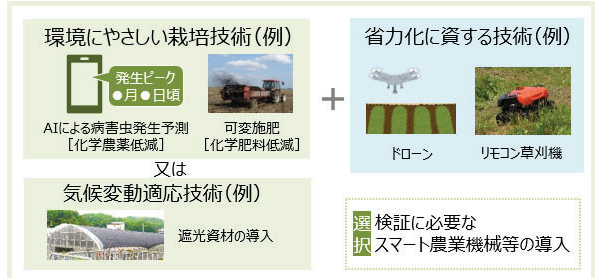 環境にやさしい栽培技術(例)
発生ピーク
●月●日頃
AIによる病害虫発生予測
[化学農薬低減]
可変施肥
[化学肥料低減]
又は
気候変動適応技術(例)
遮光資材の導入
+
省力化に資する技術(例)
ドローン
リモコン草刈機
選択
検証に必要な
スマート農業機械等の導入